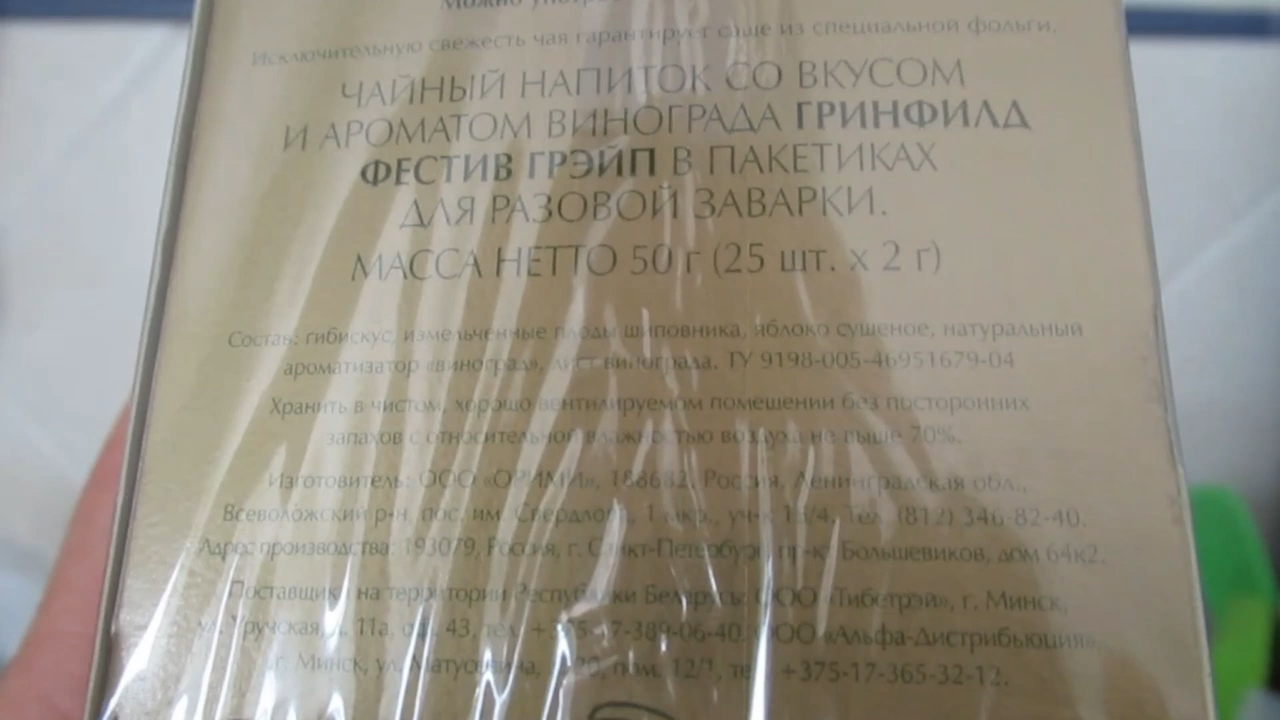 Можно
Исключительную свежесть чая гарантирует саше из специальной фольги.
ЧАЙНЫЙ НАПИТОК СО ВКУСОМ
И АРОМАТОМ ВИНОГРАДА ГРИНФИЛД
ФЕСТИВ ГРЭЙП В ПАКЕТИКАХ
ДЛЯ РАЗОВОЙ ЗАВАРКИ.
МАССА НЕТТО 50 г (25 шт. х 2 г)
Состав: гибискус, измельченные плоды шиповника, яблоко сушеное, натуральный
ароматизатор «виноград», лист винограда. ТУ 9198-005-46951679-04
Хранить в чистом, хорошо вентилируемом помещении без посторонних
запахов с относительной влажностью воздуха не выше 70%.
Изготовитель: ООО «ОРИМИ», 188682, Россия, Ленинградская обл.,
Всеволожский р-н, пос. им. Свердлова, 1 мкр., уч-к 15/4, Тел. (812) 346-82-40.
Адрес производства: 193079, Россия, г. Санкт-Петербург, пр-кт Большевиков, дом 64к2.
Поставщики на территории Республики Беларусь: ООО «Тибетрэй», г. Минск,
ул. Уручская, 11а, 43, тел. +375-17-389-06-40, ООО «Альфа-Дистрибьюция»,
г. Минск, ул. Матусевича, пом. 12/1, +375-17-365-32-12.